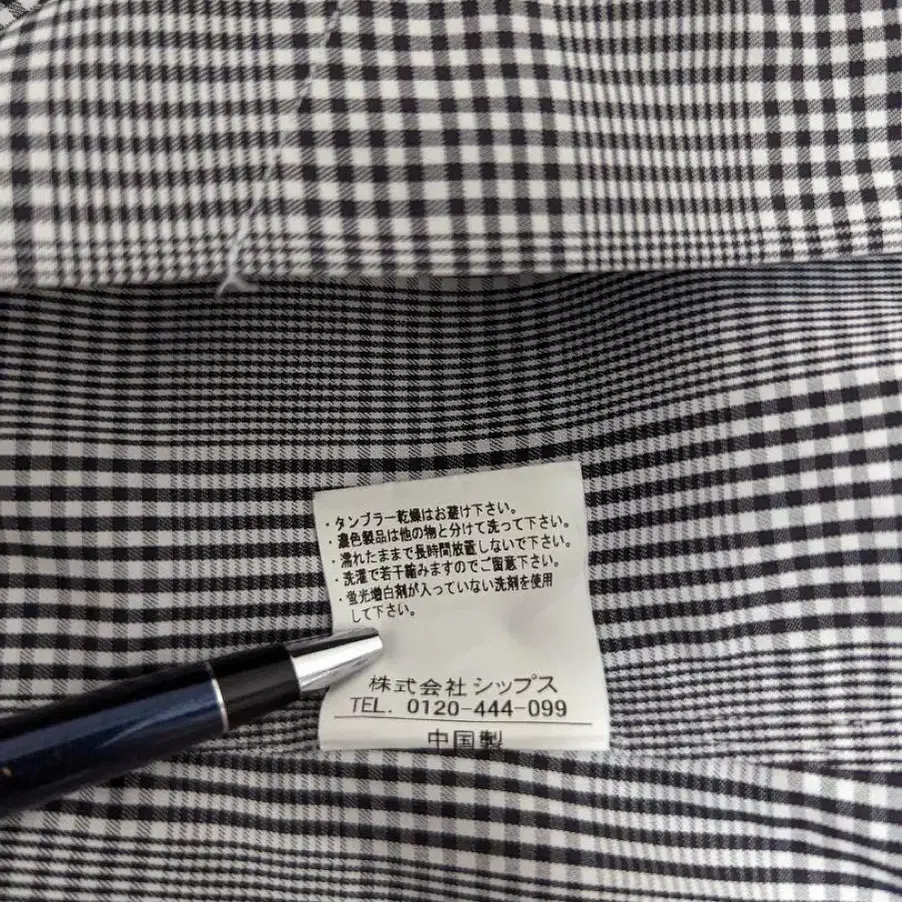 ・タンブラー乾燥はお避け下さい。
・濃色製品は他の物と分けて洗って下さい。
・濡れたままで長時間放置しないで下さい。
・洗濯で若干縮みますのでご留意下さい。
・蛍光増白剤が入っていない洗剤を使用
して下さい。
株式会社シップス
TEL. 0120-444-099
中国製